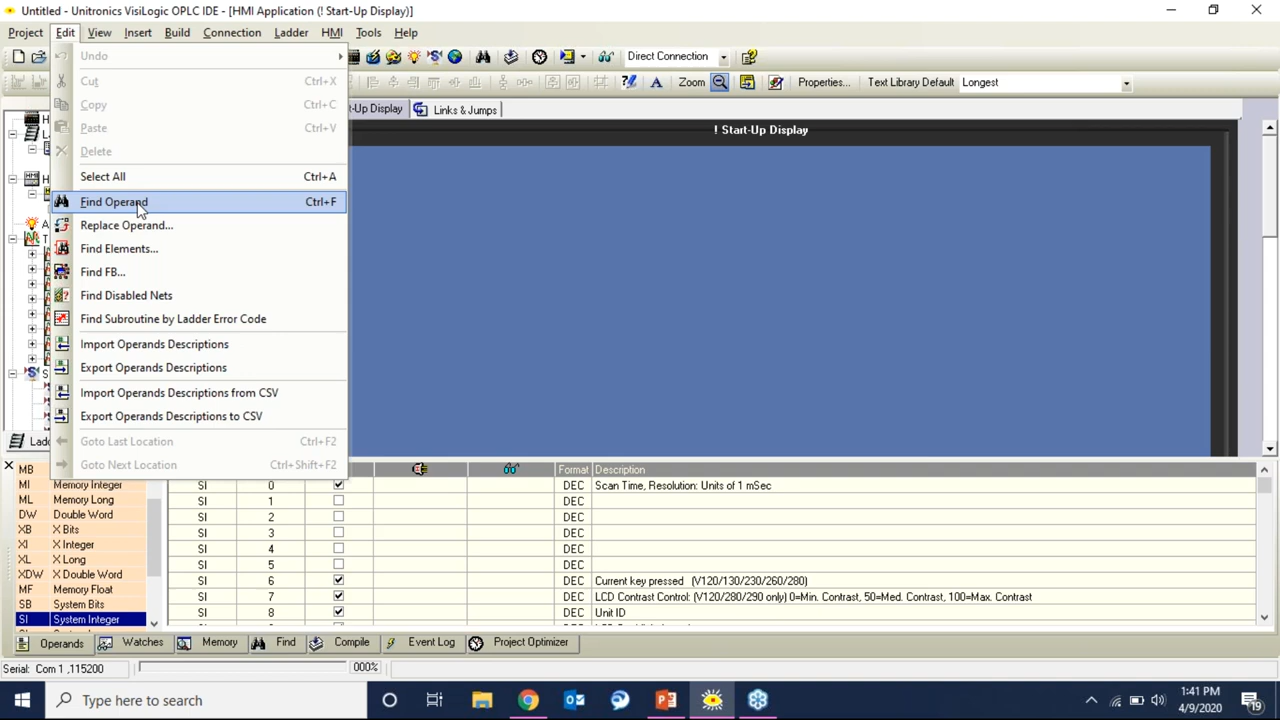 Untitled - Unitronics VisiLogic OPLC IDE - [HMI Application (! Start-Up Display)]
Project Edit View Insert Build Connection Ladder HMI Tools Help
Undo
Cut Ctrl+X
Copy Ctrl+C
Paste Ctrl+V
Delete
Select All Ctrl+A
Find Operand Ctrl+F
Replace Operand...
Find Elements...
Find FB...
Find Disabled Nets
Find Subroutine by Ladder Error Code
Import Operands Descriptions
Export Operands Descriptions
Import Operands Descriptions from CSV
Export Operands Descriptions to CSV
Goto Last Location Ctrl+F2
Goto Next Location Ctrl+Shift+F2
Direct Connection
Zoom Properties... Text Library Default Longest
-Up Display Links & Jumps
! Start-Up Display
Ladd
MB
MI Memory Integer
ML Memory Long
DW Double Word
XB X Bits
XI X Integer
XL X Long
XDW X Double Word
MF Memory Float
SB System Bits
SI System Integer
Format Description
SI 0 DEC Scan Time, Resolution: Units of 1 mSec
SI 1 DEC
SI 2 DEC
SI 3 DEC
SI 4 DEC
SI 5 DEC
SI 6 DEC Current key pressed (V120/130/230/260/280)
SI 7 DEC LCD Contrast Control: (V120/280/290 only) 0=Min. Contrast, 50=Med. Contrast, 100=Max. Contrast
SI 8 DEC Unit ID
Operands Watches Memory Find Compile Event Log Project Optimizer
Serial: Com 1 ,115200 000%
Type here to search
1:41 PM
4/9/2020
19